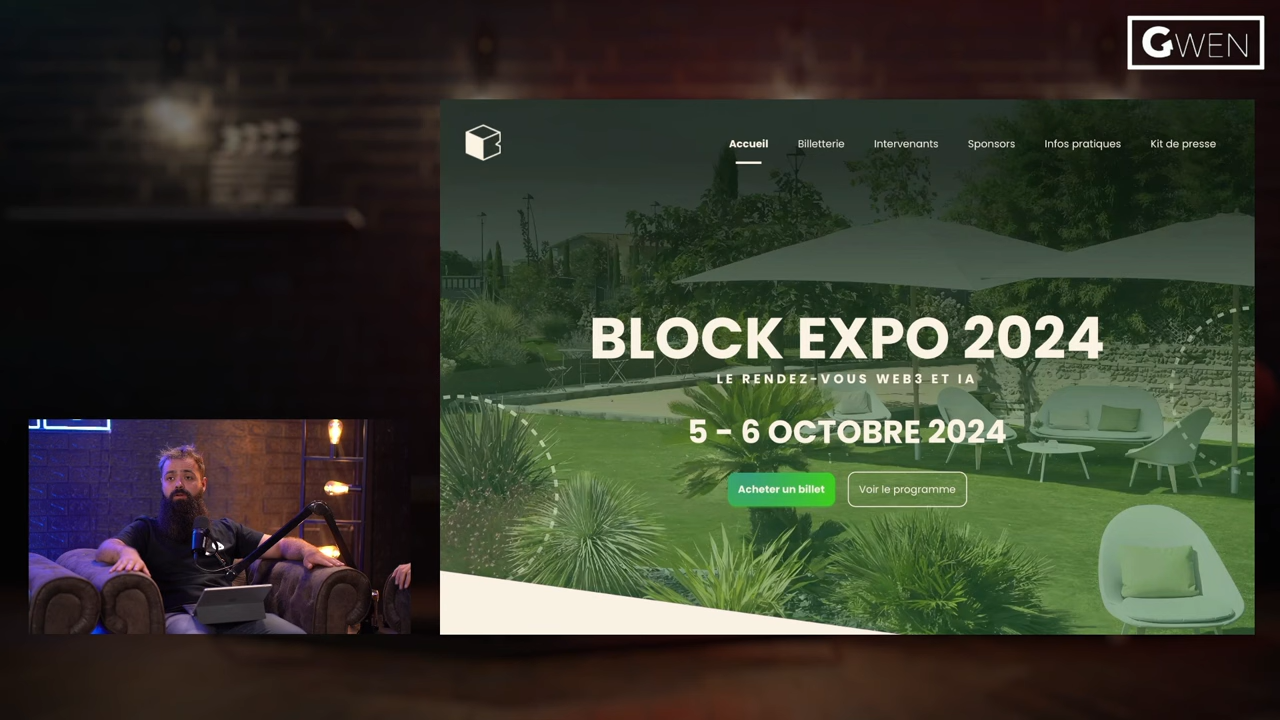 GWEN
Accueil Billetterie Intervenants Sponsors Infos pratiques Kit de presse
BLOCK EXPO 2024
LE RENDEZ-VOUS WEB3 ET IA
5 – 6 OCTOBRE 2024
Acheter un billet Voir le programme